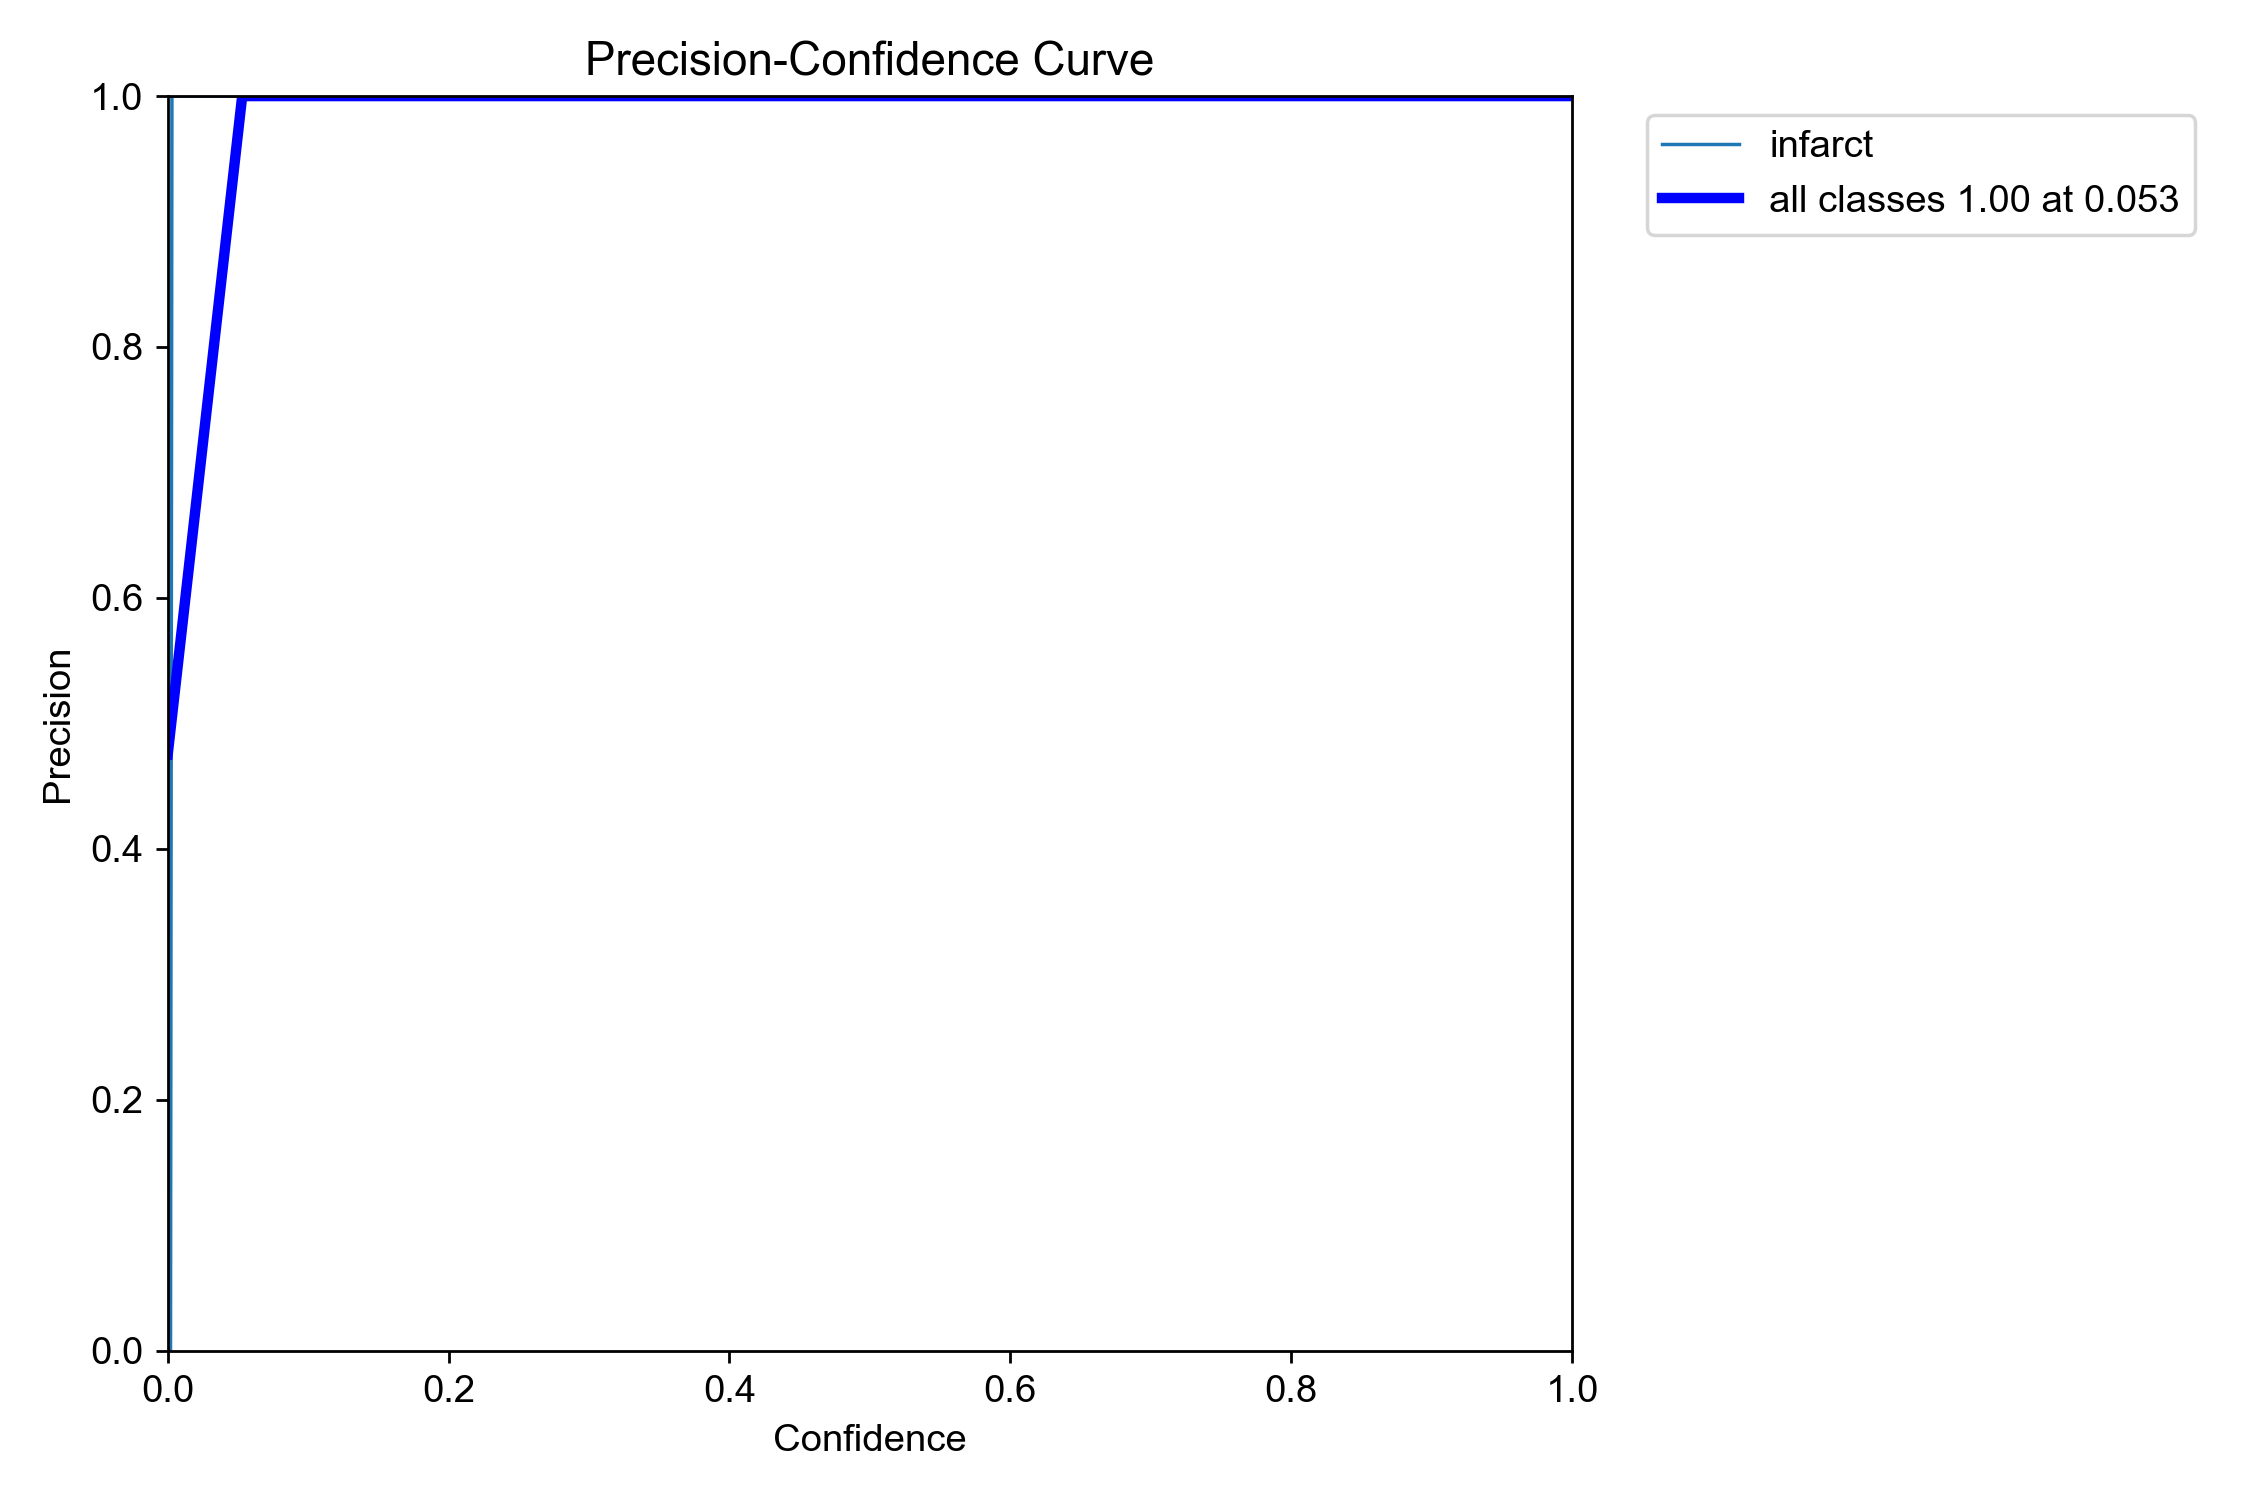 Precision-Confidence Curve
1.0
0.8
0.6
0.4
0.2
0.0
Precision
0.0 0.2 0.4 0.6 0.8 1.0
Confidence
infarct
all classes 1.00 at 0.053